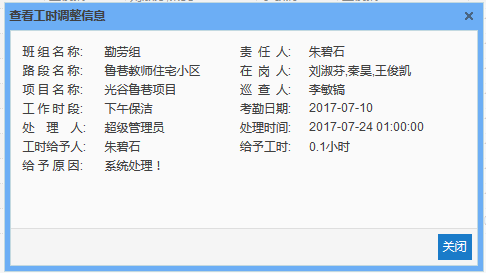 查看工时调整信息
班组名称: 勤劳组 责任人: 朱碧石
路段名称: 鲁巷教师住宅小区 在岗人: 刘淑芬,秦昊,王俊凯
项目名称: 光谷鲁巷项目 巡查人: 李敏镐
工作时段: 下午保洁 考勤日期: 2017-07-10
处理人: 超级管理员 处理时间: 2017-07-24 01:00:00
工时给予人: 朱碧石 给予工时: 0.1小时
给予原因: 系统处理！
关闭